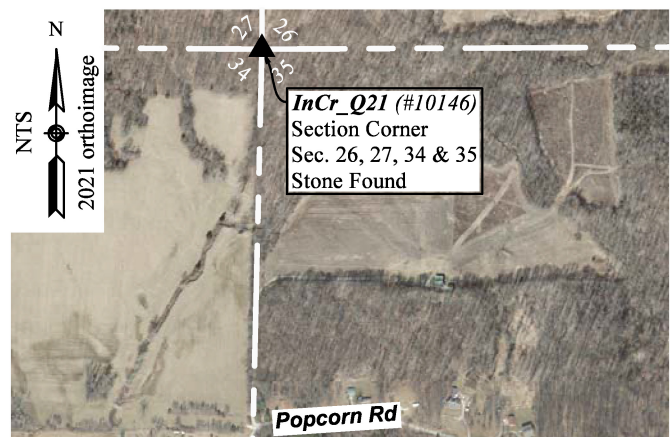 N
NTS
2021 orthoimage
27 26
34 35
InCr_Q21 (#10146)
Section Corner
Sec. 26, 27, 34 & 35
Stone Found
Popcorn Rd